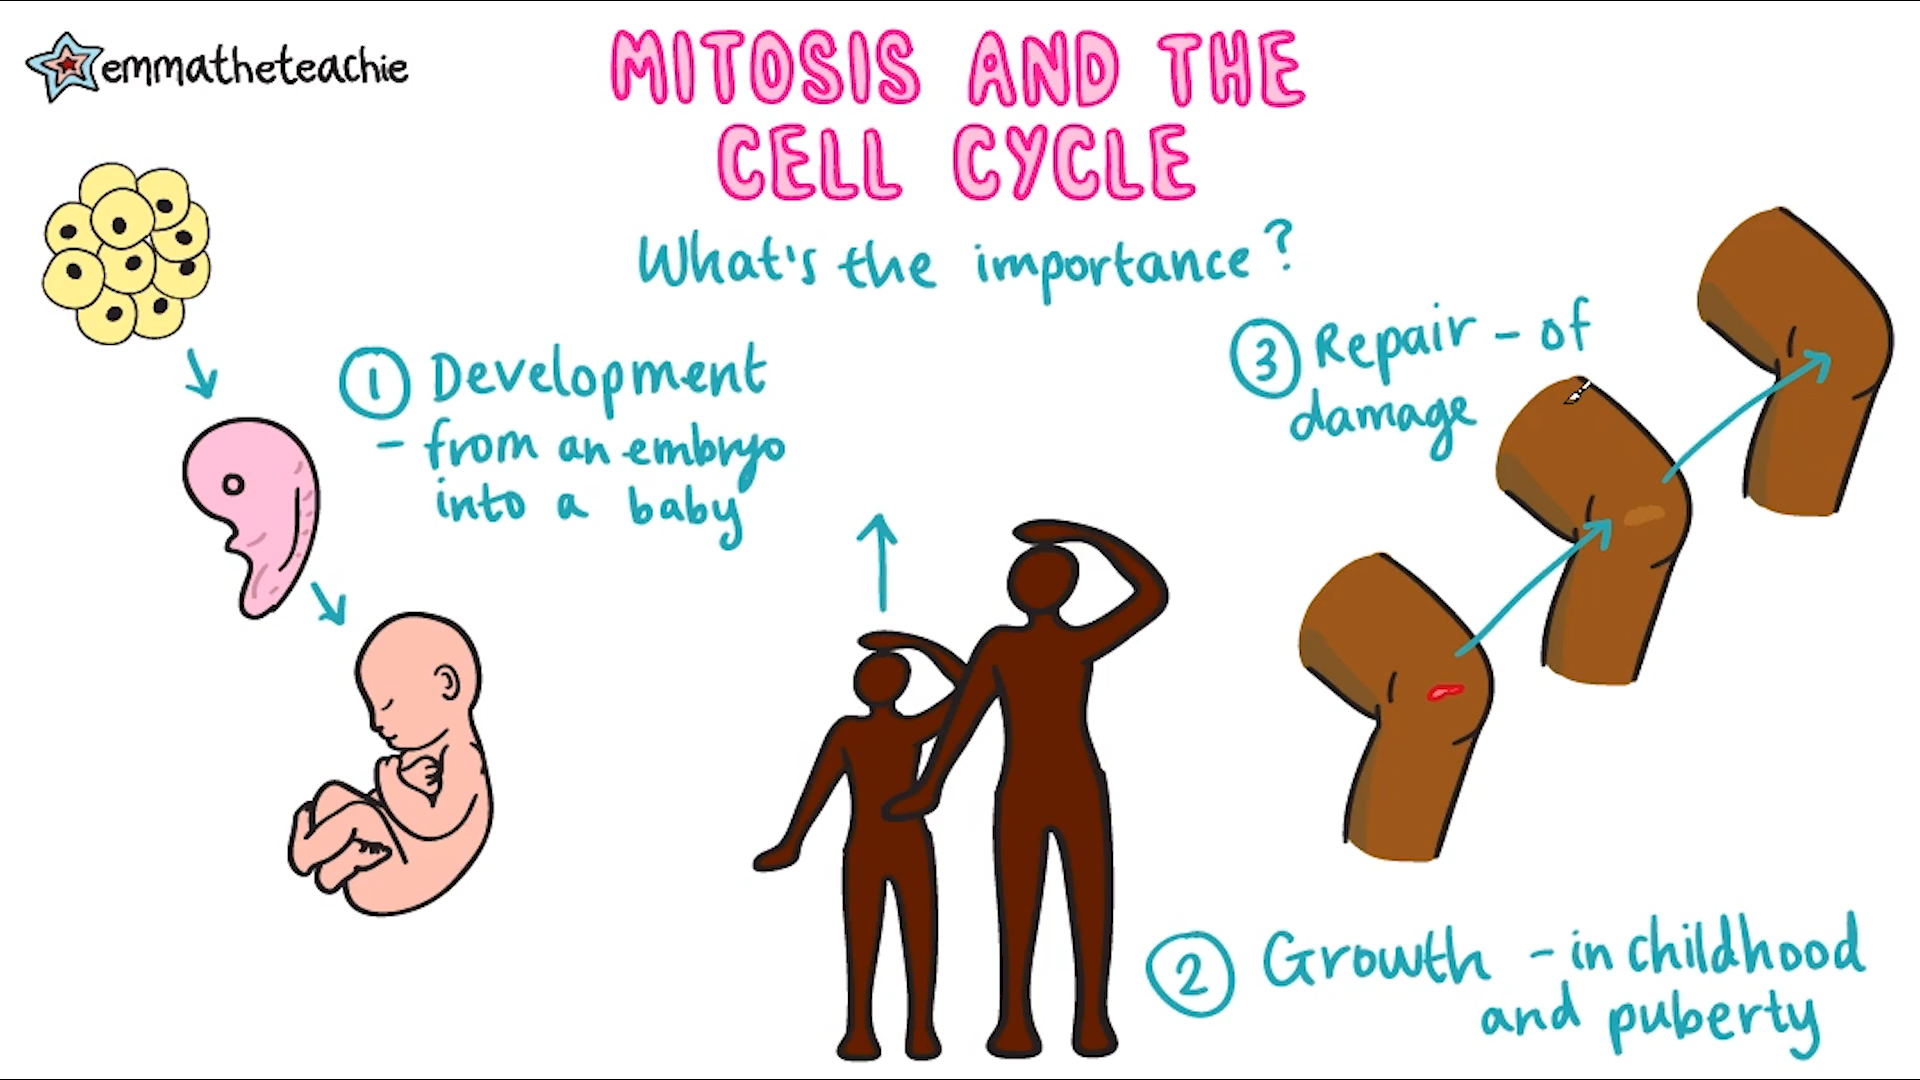 emmatheteachie
MITOSIS AND THE
CELL CYCLE
What's the importance?
① Development
- from an embryo
into a baby
③ Repair - of
damage
② Growth - in childhood
and puberty